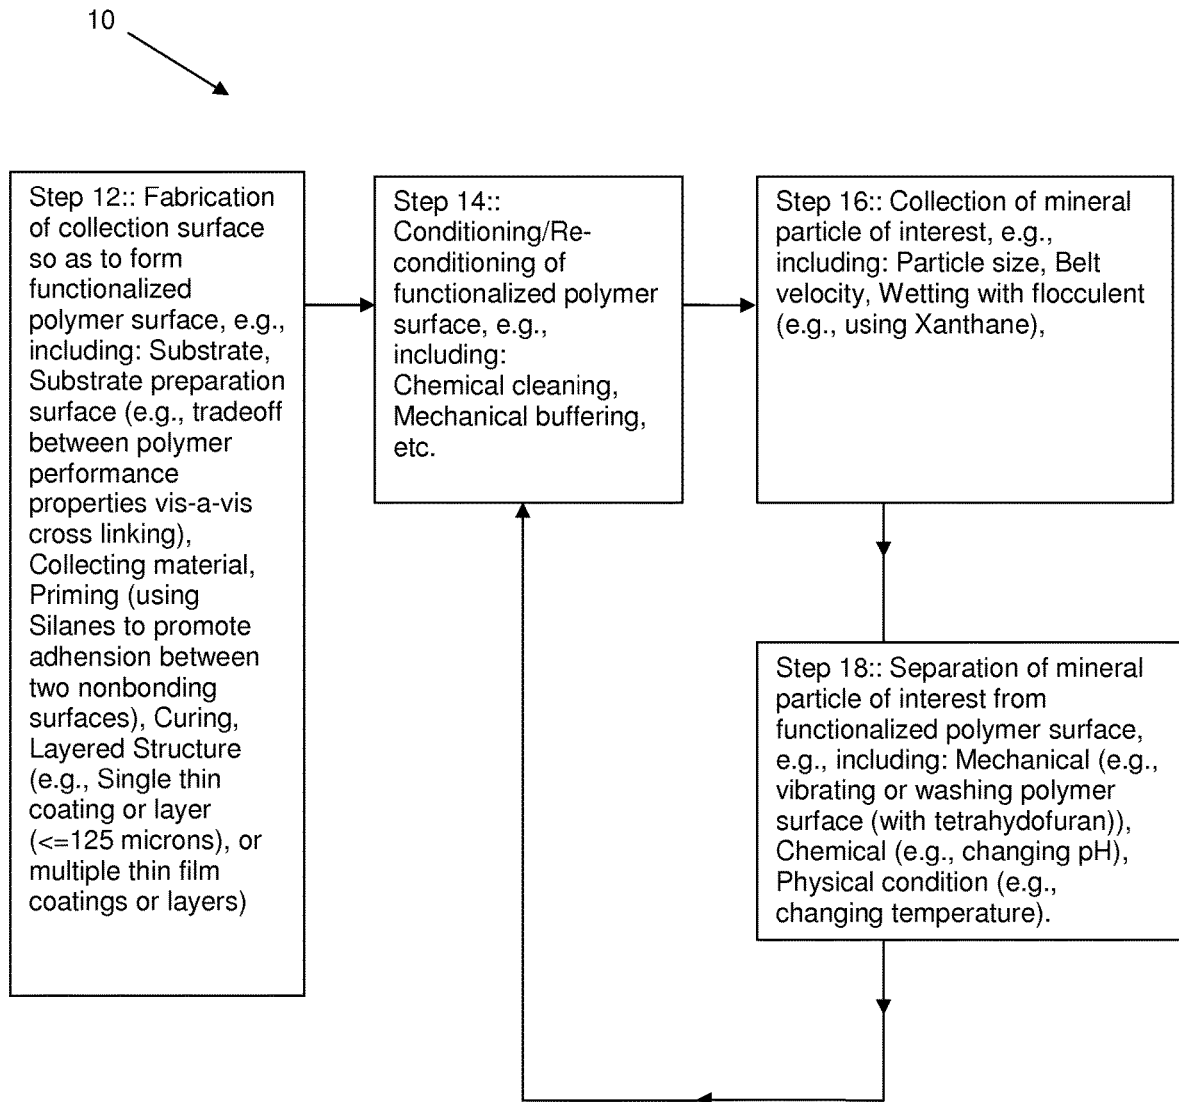 10
Step 12:: Fabrication
of collection surface
so as to form
functionalized
polymer surface, e.g.,
including: Substrate,
Substrate preparation
surface (e.g., tradeoff
between polymer
performance
properties vis-a-vis
cross linking),
Collecting material,
Priming (using
Silanes to promote
adhension between
two nonbonding
surfaces), Curing,
Layered Structure
(e.g., Single thin
coating or layer
(<=125 microns), or
multiple thin film
coatings or layers)
Step 14::
Conditioning/Re-
conditioning of
functionalized polymer
surface, e.g.,
including:
Chemical cleaning,
Mechanical buffering,
etc.
Step 16:: Collection of mineral
particle of interest, e.g.,
including: Particle size, Belt
velocity, Wetting with flocculent
(e.g., using Xanthane),
Step 18:: Separation of mineral
particle of interest from
functionalized polymer surface,
e.g., including: Mechanical (e.g.,
vibrating or washing polymer
surface (with tetrahydofuran)),
Chemical (e.g., changing pH),
Physical condition (e.g.,
changing temperature).